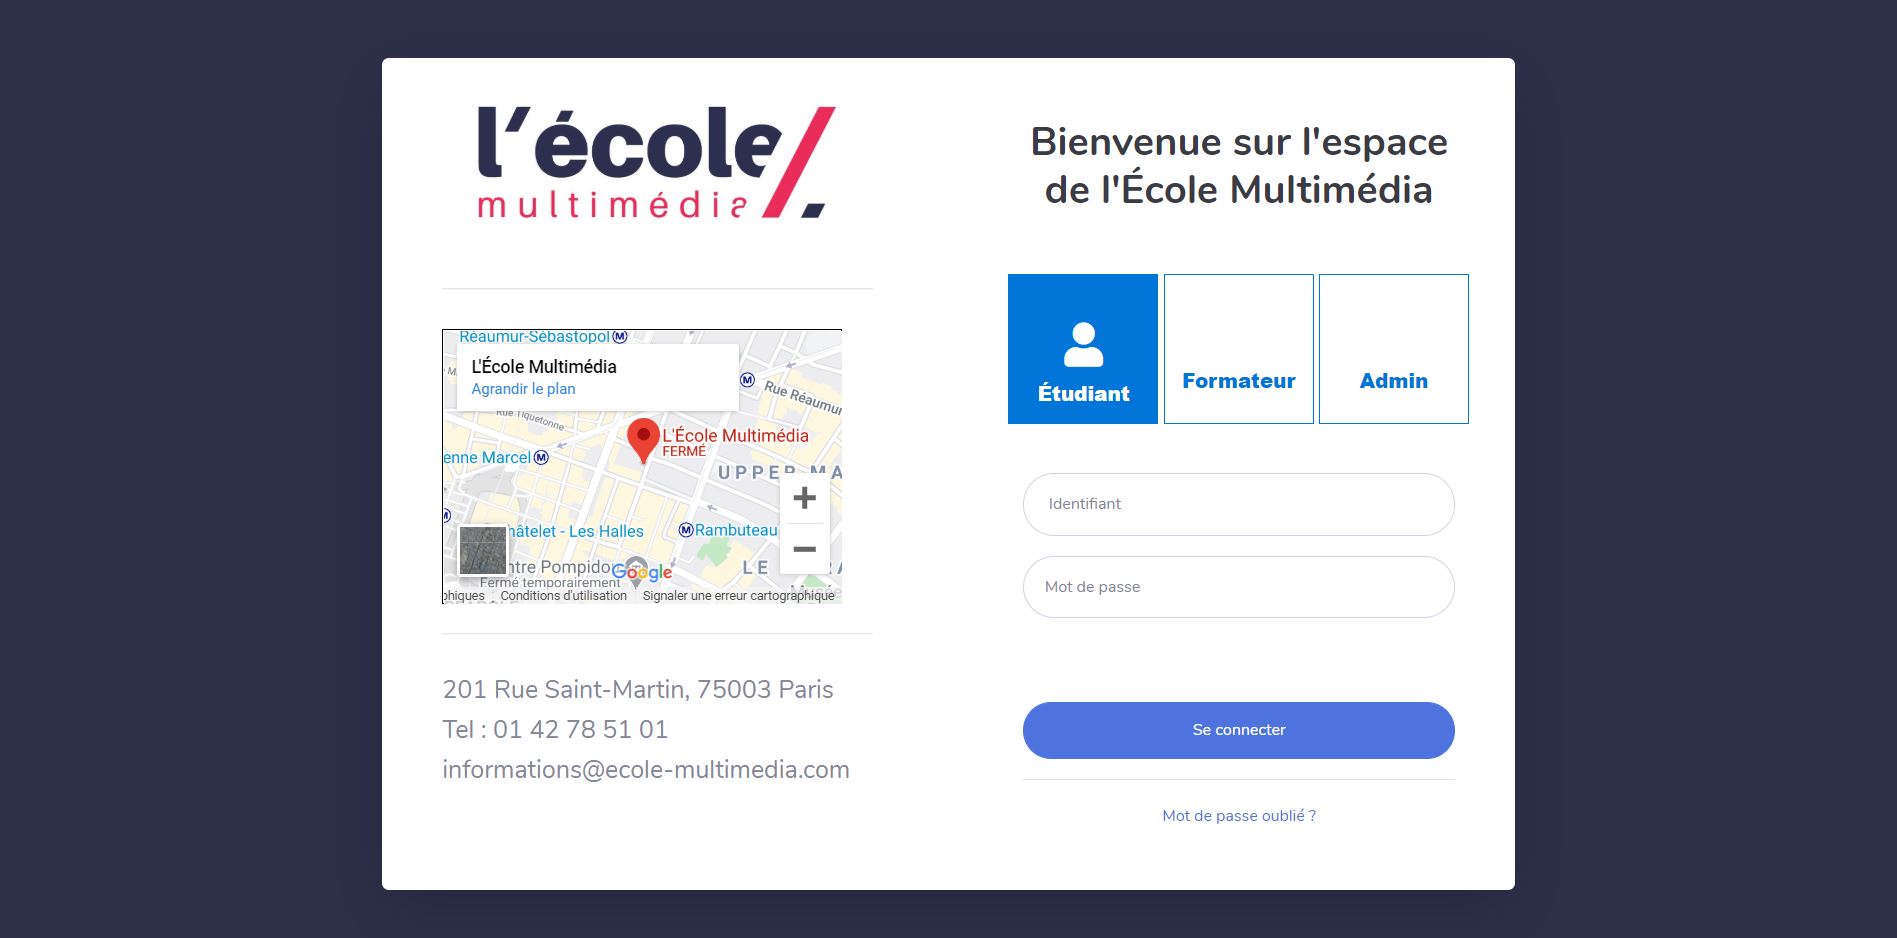 l'école
multimédia
Réaumur-Sébastopol M
L'École Multimédia
Agrandir le plan
M
Rue Réaumur
Rue Tiquetonne
L'École Multimédia
FERMÉ
enne Marcel M
UPPER MA
hâtelet - Les Halles
M Rambuteau
ntre Pompidou
Fermé temporairement
Google
LE
Musée
phiques
Conditions d'utilisation
Signaler une erreur cartographique
201 Rue Saint-Martin, 75003 Paris
Tel : 01 42 78 51 01
informations@ecole-multimedia.com
Bienvenue sur l'espace
de l'École Multimédia
Étudiant
Formateur
Admin
Identifiant
Mot de passe
Se connecter
Mot de passe oublié ?